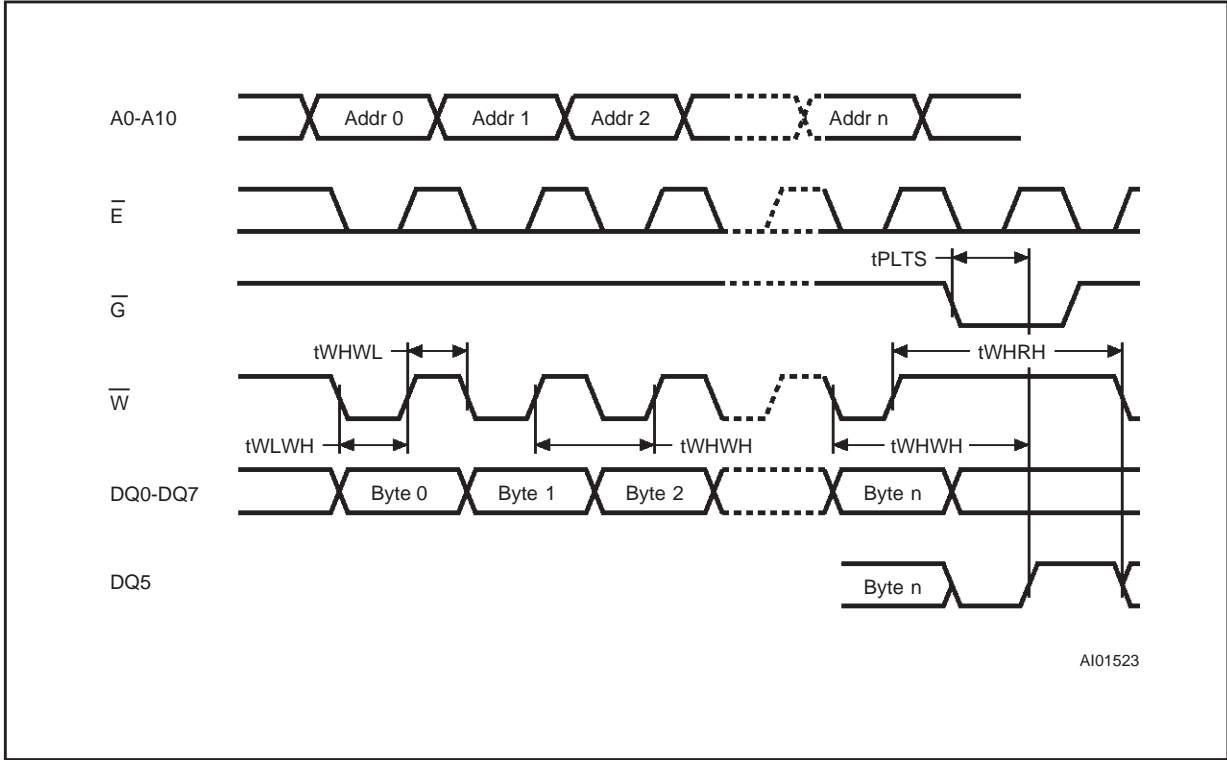 A0-A10 Addr 0 Addr 1 Addr 2 Addr n
E̅
tPLTS
G̅
tWHWL tWHRH
W̅
tWLWH tWHWH tWHWH
DQ0-DQ7 Byte 0 Byte 1 Byte 2 Byte n
DQ5 Byte n
AI01523